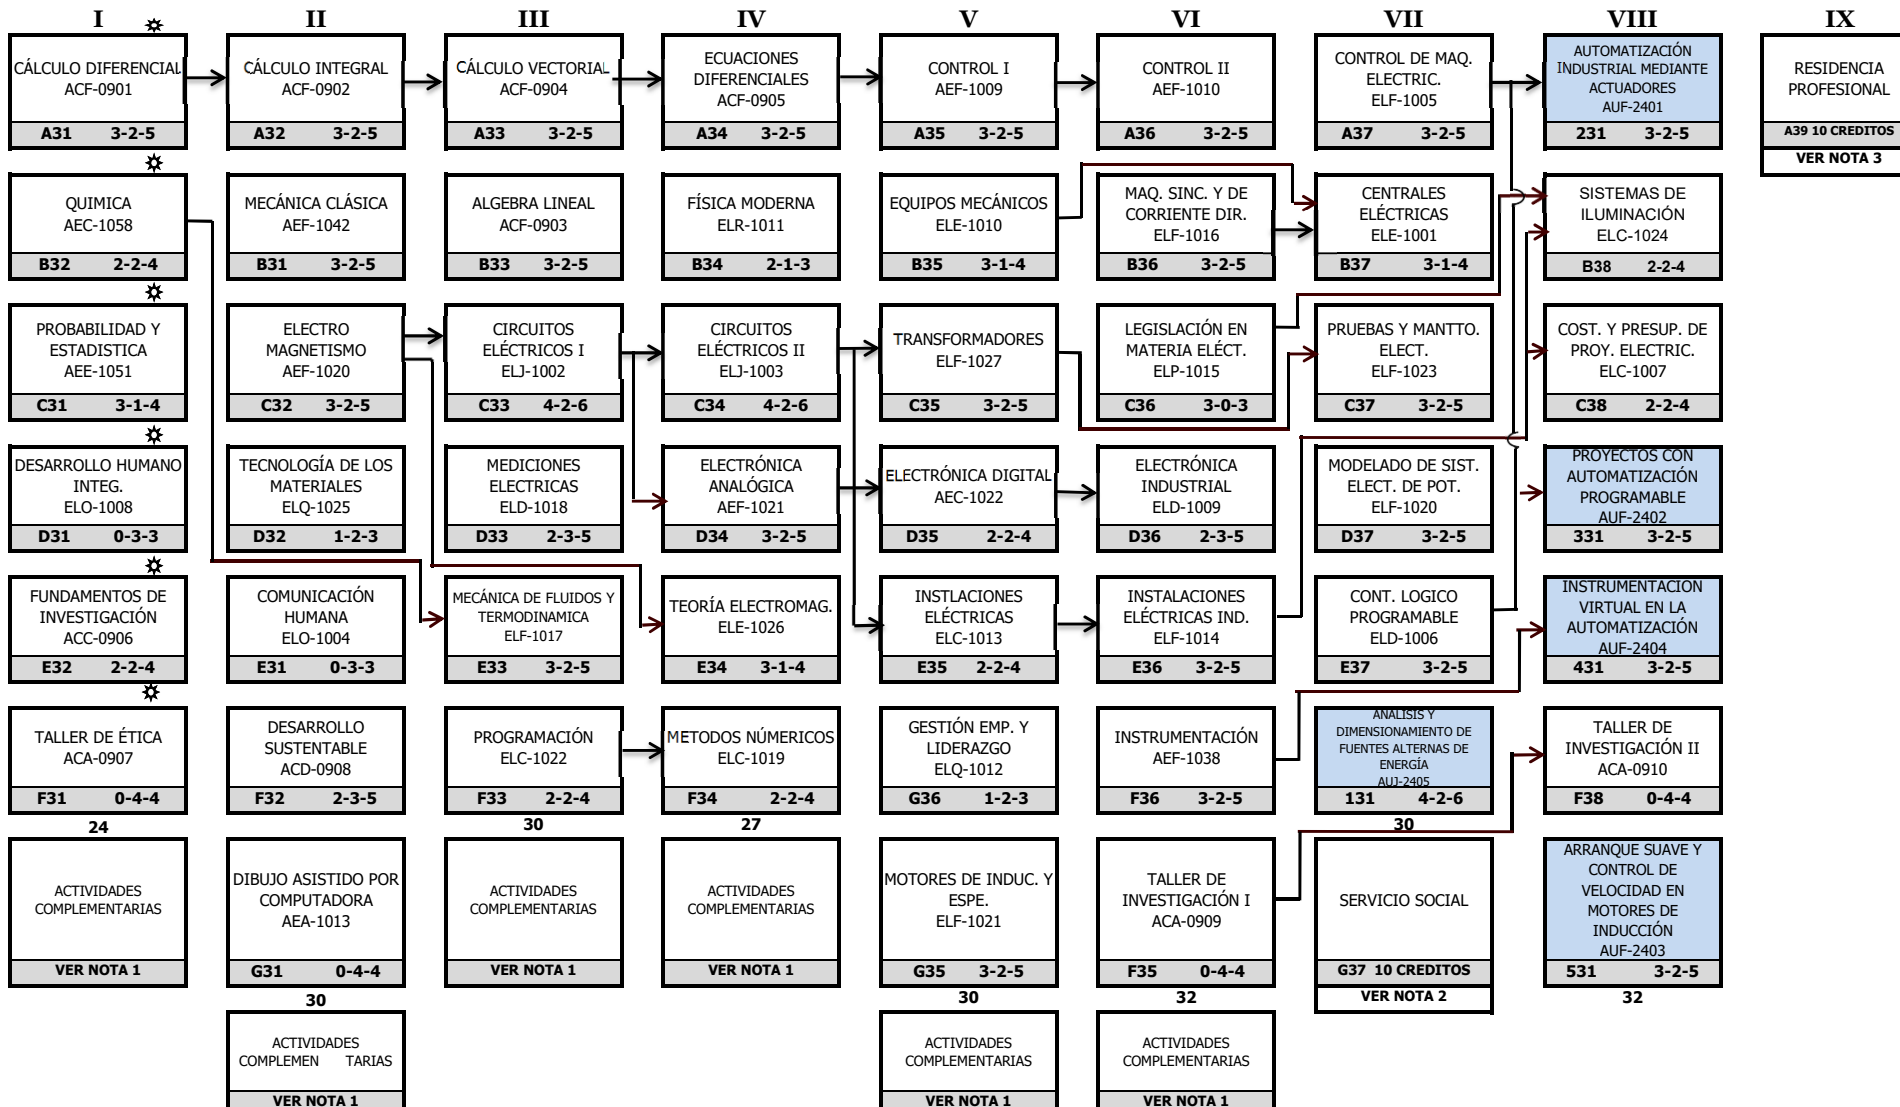 I
II
III
IV
V
VI
VII
VIII
IX
CÁLCULO DIFERENCIAL
ACF-0901
A31 3-2-5
CÁLCULO INTEGRAL
ACF-0902
A32 3-2-5
CÁLCULO VECTORIAL
ACF-0904
A33 3-2-5
ECUACIONES
DIFERENCIALES
ACF-0905
A34 3-2-5
CONTROL I
AEF-1009
A35 3-2-5
CONTROL II
AEF-1010
A36 3-2-5
CONTROL DE MAQ.
ELECTRIC.
ELF-1005
A37 3-2-5
AUTOMATIZACIÓN
INDUSTRIAL MEDIANTE
ACTUADORES
AUF-2401
231 3-2-5
RESIDENCIA
PROFESIONAL
A39 10 CREDITOS
VER NOTA 3
QUIMICA
AEC-1058
B32 2-2-4
MECÁNICA CLÁSICA
AEF-1042
B31 3-2-5
ALGEBRA LINEAL
ACF-0903
B33 3-2-5
FÍSICA MODERNA
ELR-1011
B34 2-1-3
EQUIPOS MECÁNICOS
ELE-1010
B35 3-1-4
MAQ. SINC. Y DE
CORRIENTE DIR.
ELF-1016
B36 3-2-5
CENTRALES
ELÉCTRICAS
ELE-1001
B37 3-1-4
SISTEMAS DE
ILUMINACIÓN
ELC-1024
B38 2-2-4
PROBABILIDAD Y
ESTADISTICA
AEE-1051
C31 3-1-4
ELECTRO
MAGNETISMO
AEF-1020
C32 3-2-5
CIRCUITOS
ELÉCTRICOS I
ELJ-1002
C33 4-2-6
CIRCUITOS
ELÉCTRICOS II
ELJ-1003
C34 4-2-6
TRANSFORMADORES
ELF-1027
C35 3-2-5
LEGISLACIÓN EN
MATERIA ELÉCT.
ELP-1015
C36 3-0-3
PRUEBAS Y MANTTO.
ELECT.
ELF-1023
C37 3-2-5
COST. Y PRESUP. DE
PROY. ELECTRIC.
ELC-1007
C38 2-2-4
DESARROLLO HUMANO
INTEG.
ELO-1008
D31 0-3-3
TECNOLOGÍA DE LOS
MATERIALES
ELQ-1025
D32 1-2-3
MEDICIONES
ELECTRICAS
ELD-1018
D33 2-3-5
ELECTRÓNICA
ANALÓGICA
AEF-1021
D34 3-2-5
ELECTRÓNICA DIGITAL
AEC-1022
D35 2-2-4
ELECTRÓNICA
INDUSTRIAL
ELD-1009
D36 2-3-5
MODELADO DE SIST.
ELECT. DE POT.
ELF-1020
D37 3-2-5
PROYECTOS CON
AUTOMATIZACIÓN
PROGRAMABLE
AUF-2402
331 3-2-5
FUNDAMENTOS DE
INVESTIGACIÓN
ACC-0906
E32 2-2-4
COMUNICACIÓN
HUMANA
ELO-1004
E31 0-3-3
MECÁNICA DE FLUIDOS Y
TERMODINAMICA
ELF-1017
E33 3-2-5
TEORÍA ELECTROMAG.
ELE-1026
E34 3-1-4
INSTLACIONES
ELÉCTRICAS
ELC-1013
E35 2-2-4
INSTALACIONES
ELÉCTRICAS IND.
ELF-1014
E36 3-2-5
CONT. LOGICO
PROGRAMABLE
ELD-1006
E37 3-2-5
INSTRUMENTACIÓN
VIRTUAL EN LA
AUTOMATIZACIÓN
AUF-2404
431 3-2-5
TALLER DE ÉTICA
ACA-0907
F31 0-4-4
24
DESARROLLO
SUSTENTABLE
ACD-0908
F32 2-3-5
PROGRAMACIÓN
ELC-1022
F33 2-2-4
30
METODOS NÚMERICOS
ELC-1019
F34 2-2-4
27
GESTIÓN EMP. Y
LIDERAZGO
ELQ-1012
G36 1-2-3
INSTRUMENTACIÓN
AEF-1038
F36 3-2-5
ANALISIS Y
DIMENSIONAMIENTO DE
FUENTES ALTERNAS DE
ENERGÍA
AUJ-2405
131 4-2-6
30
TALLER DE
INVESTIGACIÓN II
ACA-0910
F38 0-4-4
ACTIVIDADES
COMPLEMENTARIAS
VER NOTA 1
DIBUJO ASISTIDO POR
COMPUTADORA
AEA-1013
G31 0-4-4
30
ACTIVIDADES
COMPLEMENTARIAS
VER NOTA 1
ACTIVIDADES
COMPLEMENTARIAS
VER NOTA 1
MOTORES DE INDUC. Y
ESPE.
ELF-1021
G35 3-2-5
30
TALLER DE
INVESTIGACIÓN I
ACA-0909
F35 0-4-4
32
SERVICIO SOCIAL
G37 10 CREDITOS
VER NOTA 2
ARRANQUE SUAVE Y
CONTROL DE
VELOCIDAD EN
MOTORES DE
INDUCCIÓN
AUF-2403
531 3-2-5
32
ACTIVIDADES
COMPLEMEN TARIAS
VER NOTA 1
ACTIVIDADES
COMPLEMENTARIAS
VER NOTA 1
ACTIVIDADES
COMPLEMENTARIAS
VER NOTA 1